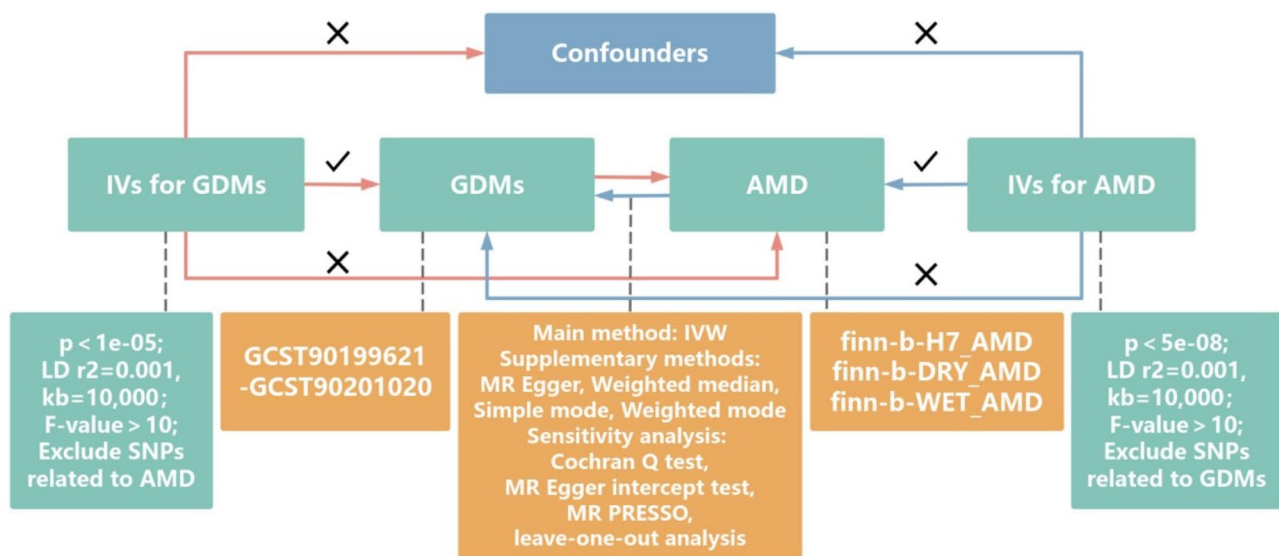 Confounders
IVs for GDMs
GDMs
AMD
IVs for AMD
p < 1e-05;
LD r2=0.001,
kb=10,000;
F-value > 10;
Exclude SNPs
related to AMD
GCST90199621
-GCST90201020
Main method: IVW
Supplementary methods:
MR Egger, Weighted median,
Simple mode, Weighted mode
Sensitivity analysis:
Cochran Q test,
MR Egger intercept test,
MR PRESSO,
leave-one-out analysis
finn-b-H7_AMD
finn-b-DRY_AMD
finn-b-WET_AMD
p < 5e-08;
LD r2=0.001,
kb=10,000;
F-value > 10;
Exclude SNPs
related to GDMs